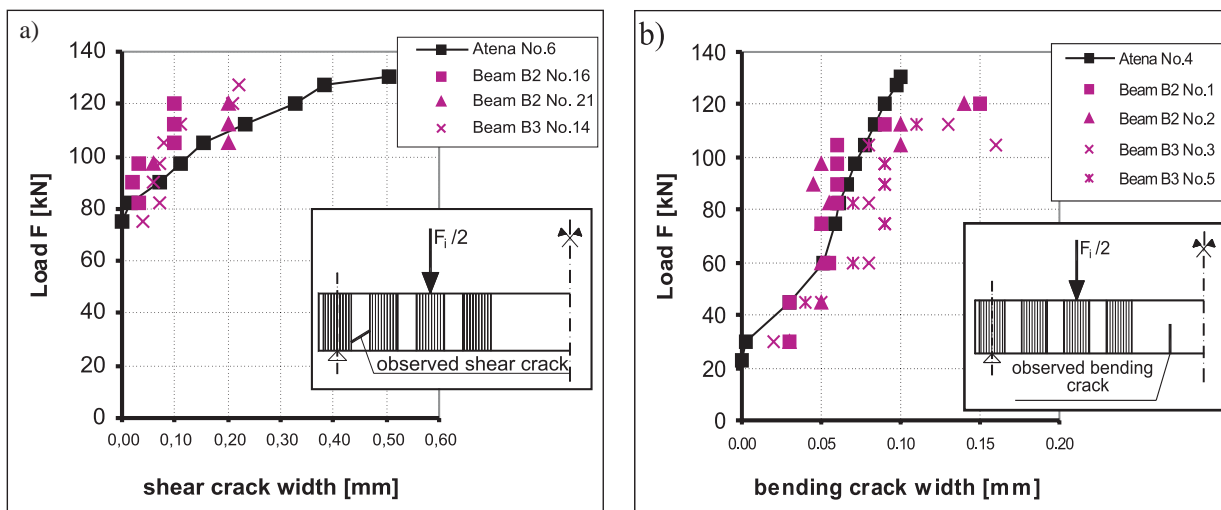 a)
140
120
100
80
60
40
20
0
Load F [kN]
0,00 0,10 0,20 0,30 0,40 0,50 0,60
shear crack width [mm]
Atena No.6
Beam B2 No.16
Beam B2 No. 21
Beam B3 No.14
Fi /2
observed shear crack
b)
140
120
100
80
60
40
20
0
Load F [kN]
0.00 0.05 0.10 0.15 0.20
bending crack width [mm]
Atena No.4
Beam B2 No.1
Beam B2 No.2
Beam B3 No.3
Beam B3 No.5
Fi /2
observed bending
crack